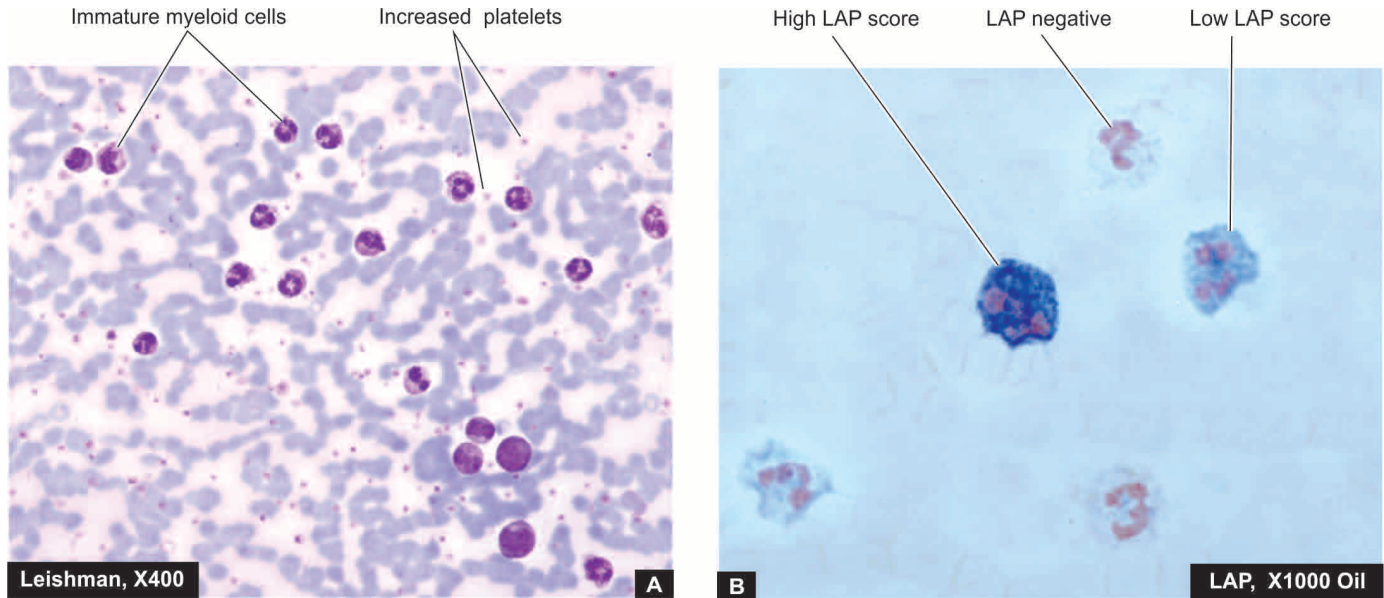 Immature myeloid cells
Increased platelets
High LAP score
LAP negative
Low LAP score
Leishman, X400
A
B
LAP, X1000 Oil